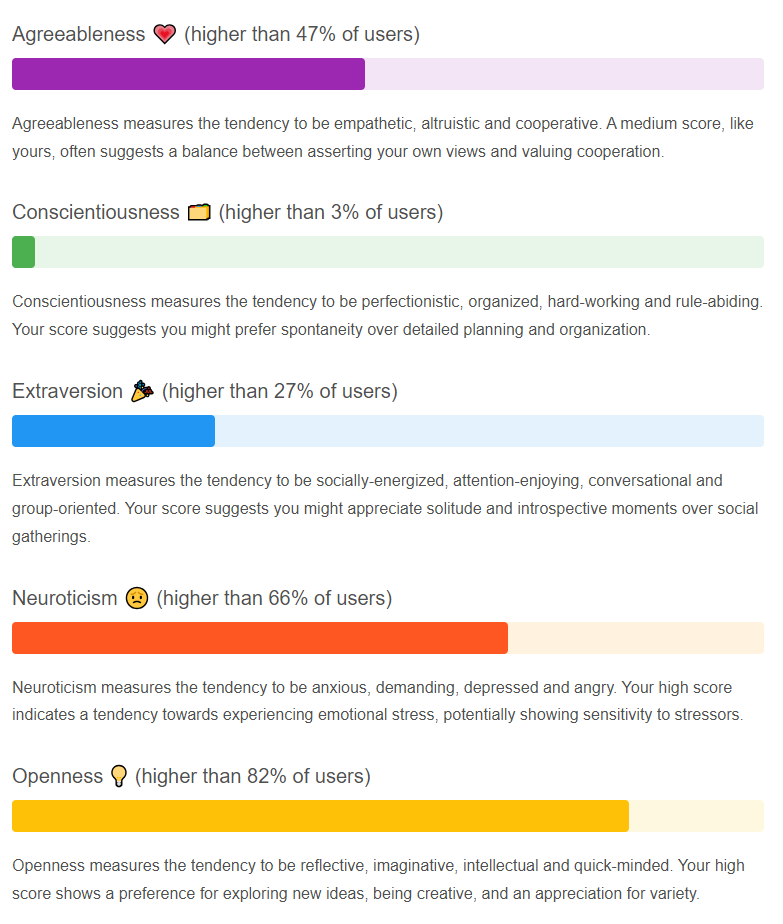 Agreeableness 💗 (higher than 47% of users)
Agreeableness measures the tendency to be empathetic, altruistic and cooperative. A medium score, like
yours, often suggests a balance between asserting your own views and valuing cooperation.
Conscientiousness 🗂️ (higher than 3% of users)
Conscientiousness measures the tendency to be perfectionistic, organized, hard-working and rule-abiding.
Your score suggests you might prefer spontaneity over detailed planning and organization.
Extraversion 🎉 (higher than 27% of users)
Extraversion measures the tendency to be socially-energized, attention-enjoying, conversational and
group-oriented. Your score suggests you might appreciate solitude and introspective moments over social
gatherings.
Neuroticism 😟 (higher than 66% of users)
Neuroticism measures the tendency to be anxious, demanding, depressed and angry. Your high score
indicates a tendency towards experiencing emotional stress, potentially showing sensitivity to stressors.
Openness 💡 (higher than 82% of users)
Openness measures the tendency to be reflective, imaginative, intellectual and quick-minded. Your high
score shows a preference for exploring new ideas, being creative, and an appreciation for variety.